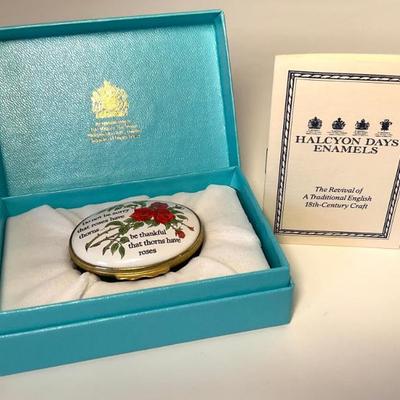 Do not be sorry
that roses have
thorns
be thankful
that thorns have
roses
HALCYON DAYS
ENAMELS
The Revival of
A Traditional English
18th-Century Craft